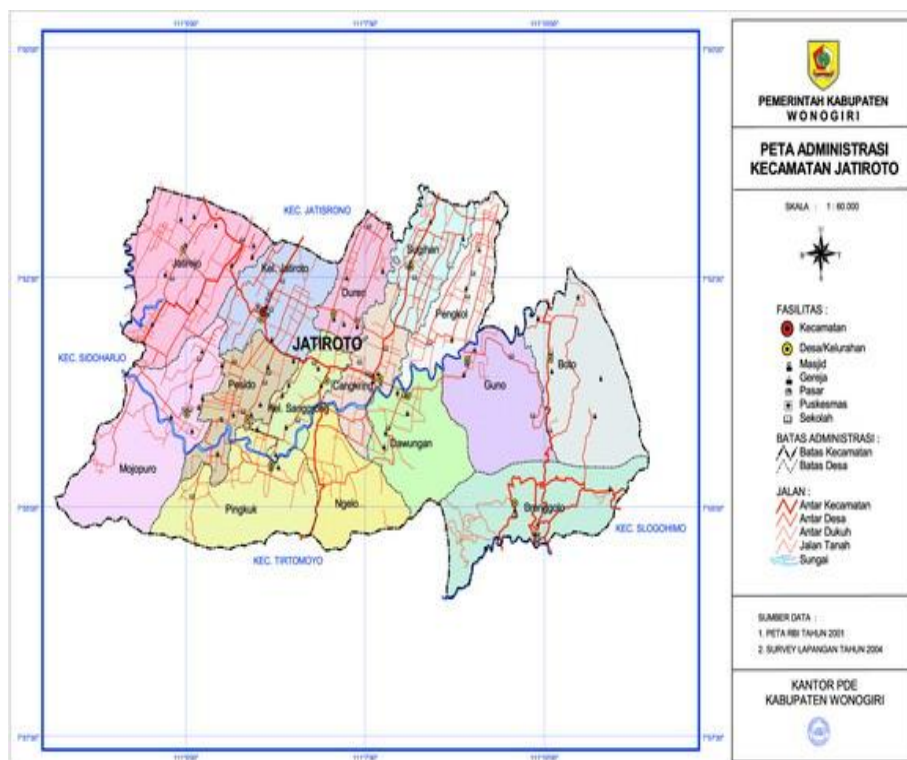 PEMERINTAH KABUPATEN
WONOGIRI
PETA ADMINISTRASI
KECAMATAN JATIROTO
SKALA : 1 : 60.000
FASILITAS :
Kecamatan
Desa/Kelurahan
Masjid
Gereja
Pasar
Puskesmas
Sekolah
BATAS ADMINISTRASI :
Batas Kecamatan
Batas Desa
JALAN :
Antar Kecamatan
Antar Desa
Antar Dukuh
Jalan Tanah
Sungai
SUMBER DATA :
1. PETA RBI TAHUN 2001
2. SURVEY LAPANGAN TAHUN 2004
KANTOR PDE
KABUPATEN WONOGIRI
KEC. JATISRONO
Jatirejo
Kel. Jatiroto
Sugihan
Duren
Pengkol
JATIROTO
KEC. SIDOHARJO
Boto
Guno
Pesido
Cangkring
Kel. Sanggrong
Dawungan
Mojopuro
Pingkuk
Ngelo
Brenggolo
KEC. SLOGOHIMO
KEC. TIRTOMOYO